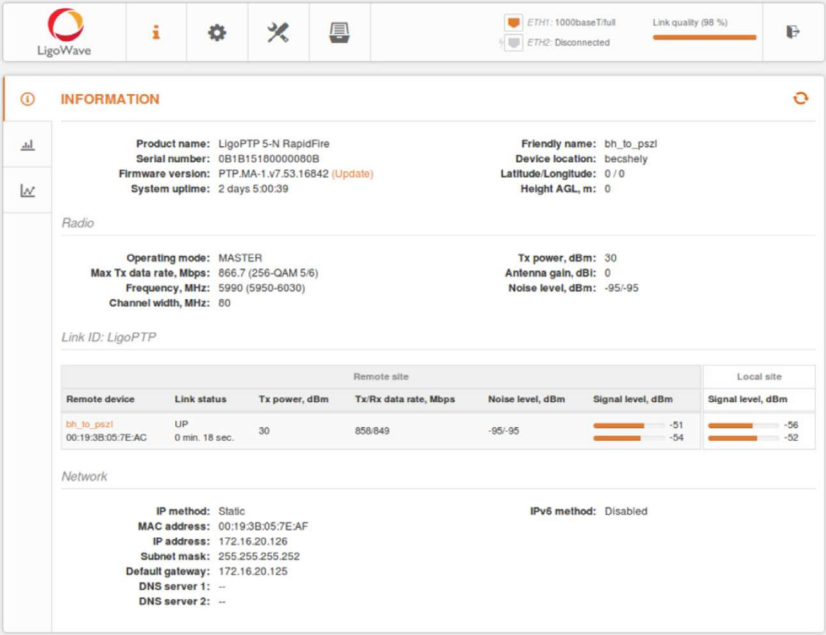 LigoWave
ETH1: 1000baseT/full
ETH2: Disconnected
Link quality (98 %)
INFORMATION
Product name: LigoPTP 5-N RapidFire
Serial number: 0B1B15180000080B
Firmware version: PTP.MA-1.v7.53.16842 (Update)
System uptime: 2 days 5:00:39
Friendly name: bh_to_pszl
Device location: becshely
Latitude/Longitude: 0 / 0
Height AGL, m: 0
Radio
Operating mode: MASTER
Max Tx data rate, Mbps: 866.7 (256-QAM 5/6)
Frequency, MHz: 5990 (5950-6030)
Channel width, MHz: 80
Tx power, dBm: 30
Antenna gain, dBi: 0
Noise level, dBm: -95/-95
Link ID: LigoPTP
Remote site
Local site
Remote device Link status Tx power, dBm Tx/Rx data rate, Mbps Noise level, dBm Signal level, dBm Signal level, dBm
bh_to_pszl UP 30 858/849 -95/-95 -51 -56
00:19:3B:05:7E:AC 0 min. 18 sec. -54 -52
Network
IP method: Static
MAC address: 00:19:3B:05:7E:AF
IP address: 172.16.20.126
Subnet mask: 255.255.255.252
Default gateway: 172.16.20.125
DNS server 1: --
DNS server 2: --
IPv6 method: Disabled